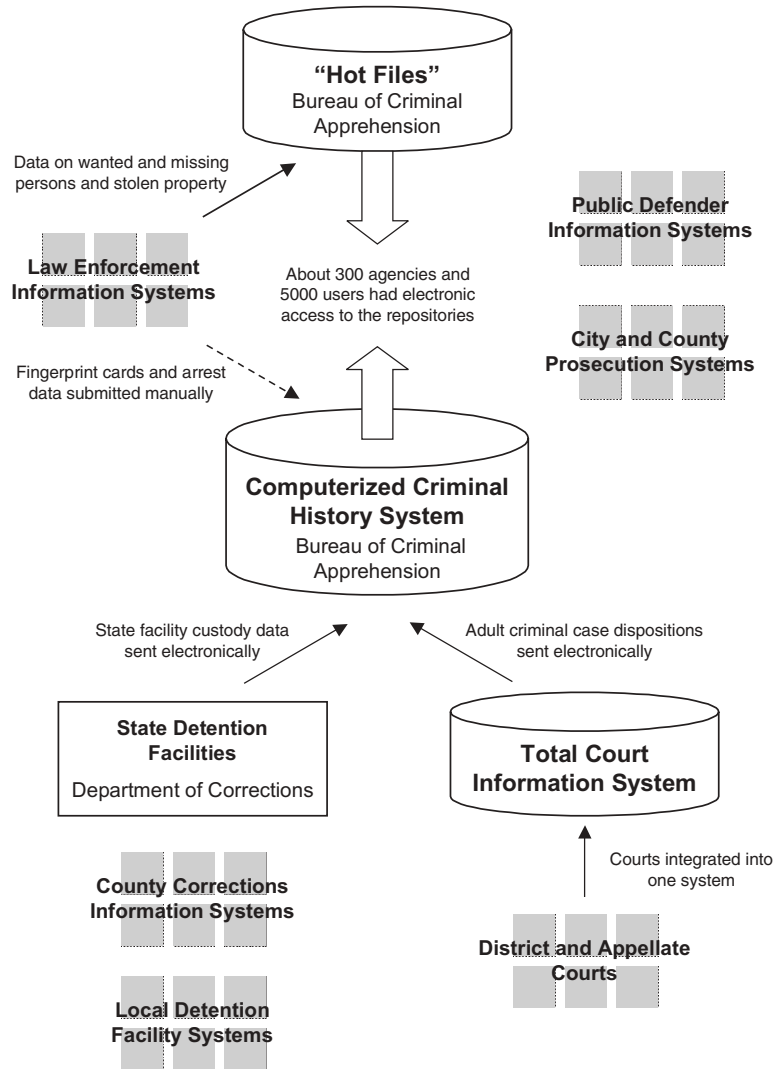 “Hot Files”
Bureau of Criminal
Apprehension
Data on wanted and missing
persons and stolen property
Public Defender
Information Systems
Law Enforcement
Information Systems
About 300 agencies and
5000 users had electronic
access to the repositories
City and County
Prosecution Systems
Fingerprint cards and arrest
data submitted manually
Computerized Criminal
History System
Bureau of Criminal
Apprehension
State facility custody data
sent electronically
Adult criminal case dispositions
sent electronically
State Detention
Facilities
Department of Corrections
Total Court
Information System
County Corrections
Information Systems
Courts integrated into
one system
District and Appellate
Courts
Local Detention
Facility Systems